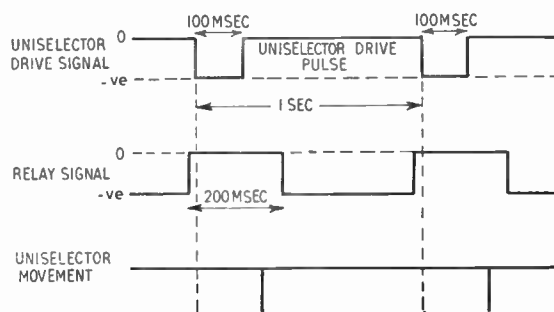 100 MSEC
100 MSEC
UNISELECTOR
DRIVE SIGNAL
0
-ve
UNISELECTOR DRIVE
PULSE
1 SEC
RELAY SIGNAL
0
-ve
200 MSEC
UNISELECTOR
MOVEMENT